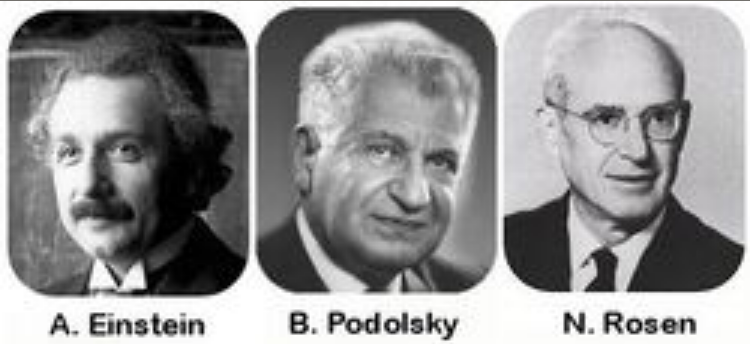 A. Einstein
B. Podolsky
N. Rosen